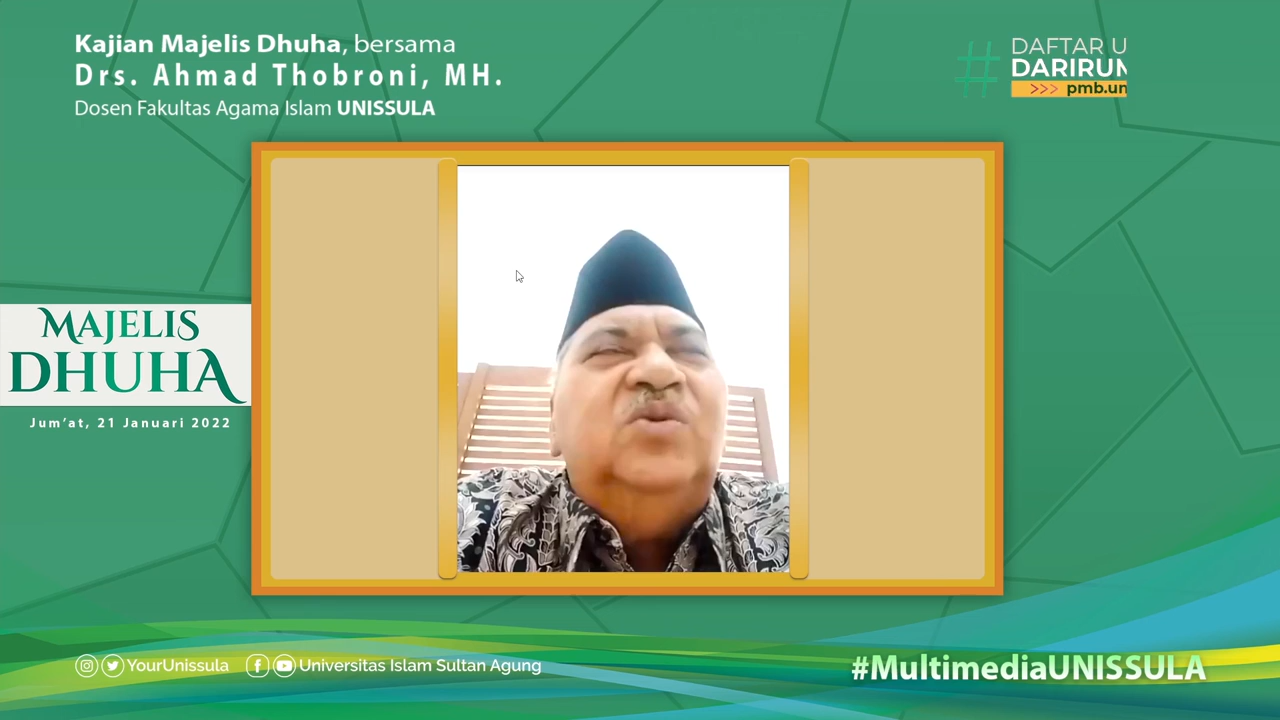 Kajian Majelis Dhuha, bersama
Drs. Ahmad Thobroni, MH.
Dosen Fakultas Agama Islam UNISSULA
# DAFTAR U
DARIRUM
>>> pmb.un
MAJELIS
DHUHA
Jum'at, 21 Januari 2022
YourUnissula
Universitas Islam Sultan Agung
#MultimediaUNISSULA